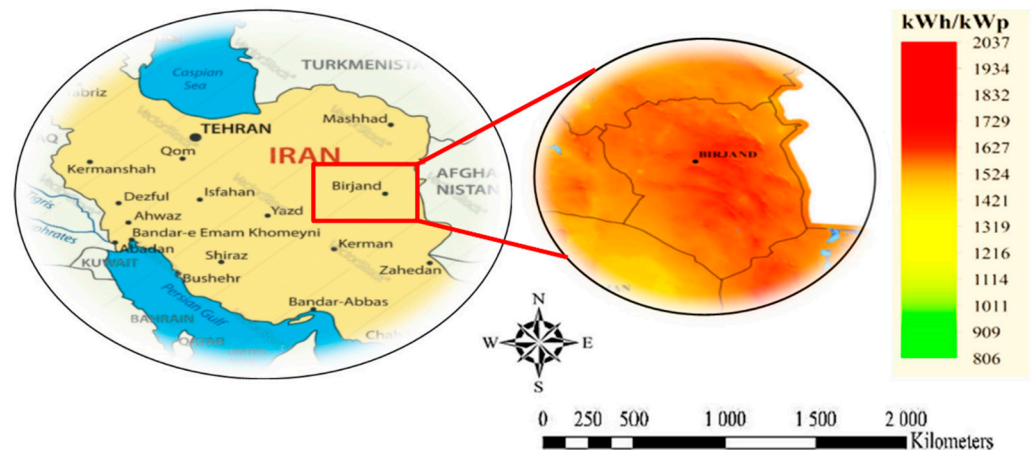 Caspian
Sea
TURKMENISTA
abriz
Mashhad
TEHRAN
IRAN
Qom
Kermanshah
AFGHA
NISTAN
Birjand
Isfahan
Dezful
Yazd
Ahwaz
Bandar-e Emam Khomeyni
Abadan
Kerman
Shiraz
KUWAIT
Zahedan
Bushehr
Persian Gulf
Bandar-Abbas
BAHRAIN
QATAR
Chah
BIRJAND
kWh/kWp
2037
1934
1832
1729
1627
1524
1421
1319
1216
1114
1011
909
806
N
W E
S
0 250 500 1 000 1 500 2 000
Kilometers